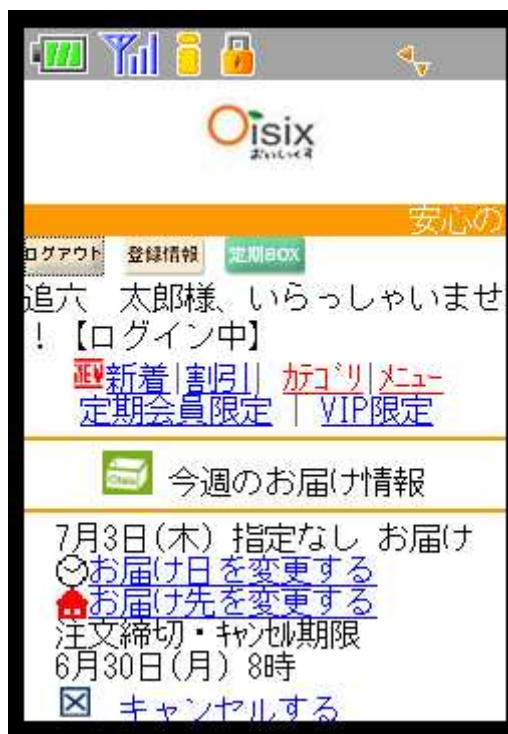 Oisix
おいしっくす
安心の
ログアウト 登録情報 定期BOX
追六 太郎様、いらっしゃいませ
！【ログイン中】
NEW新着|割引| ｶﾃｺﾞﾘ|ﾒﾆｭｰ
定期会員限定 | VIP限定
今週のお届け情報
7月3日(木) 指定なし お届け
お届け日を変更する
お届け先を変更する
注文締切・ｷｬﾝｾﾙ期限
6月30日(月) 8時
キャンセルする